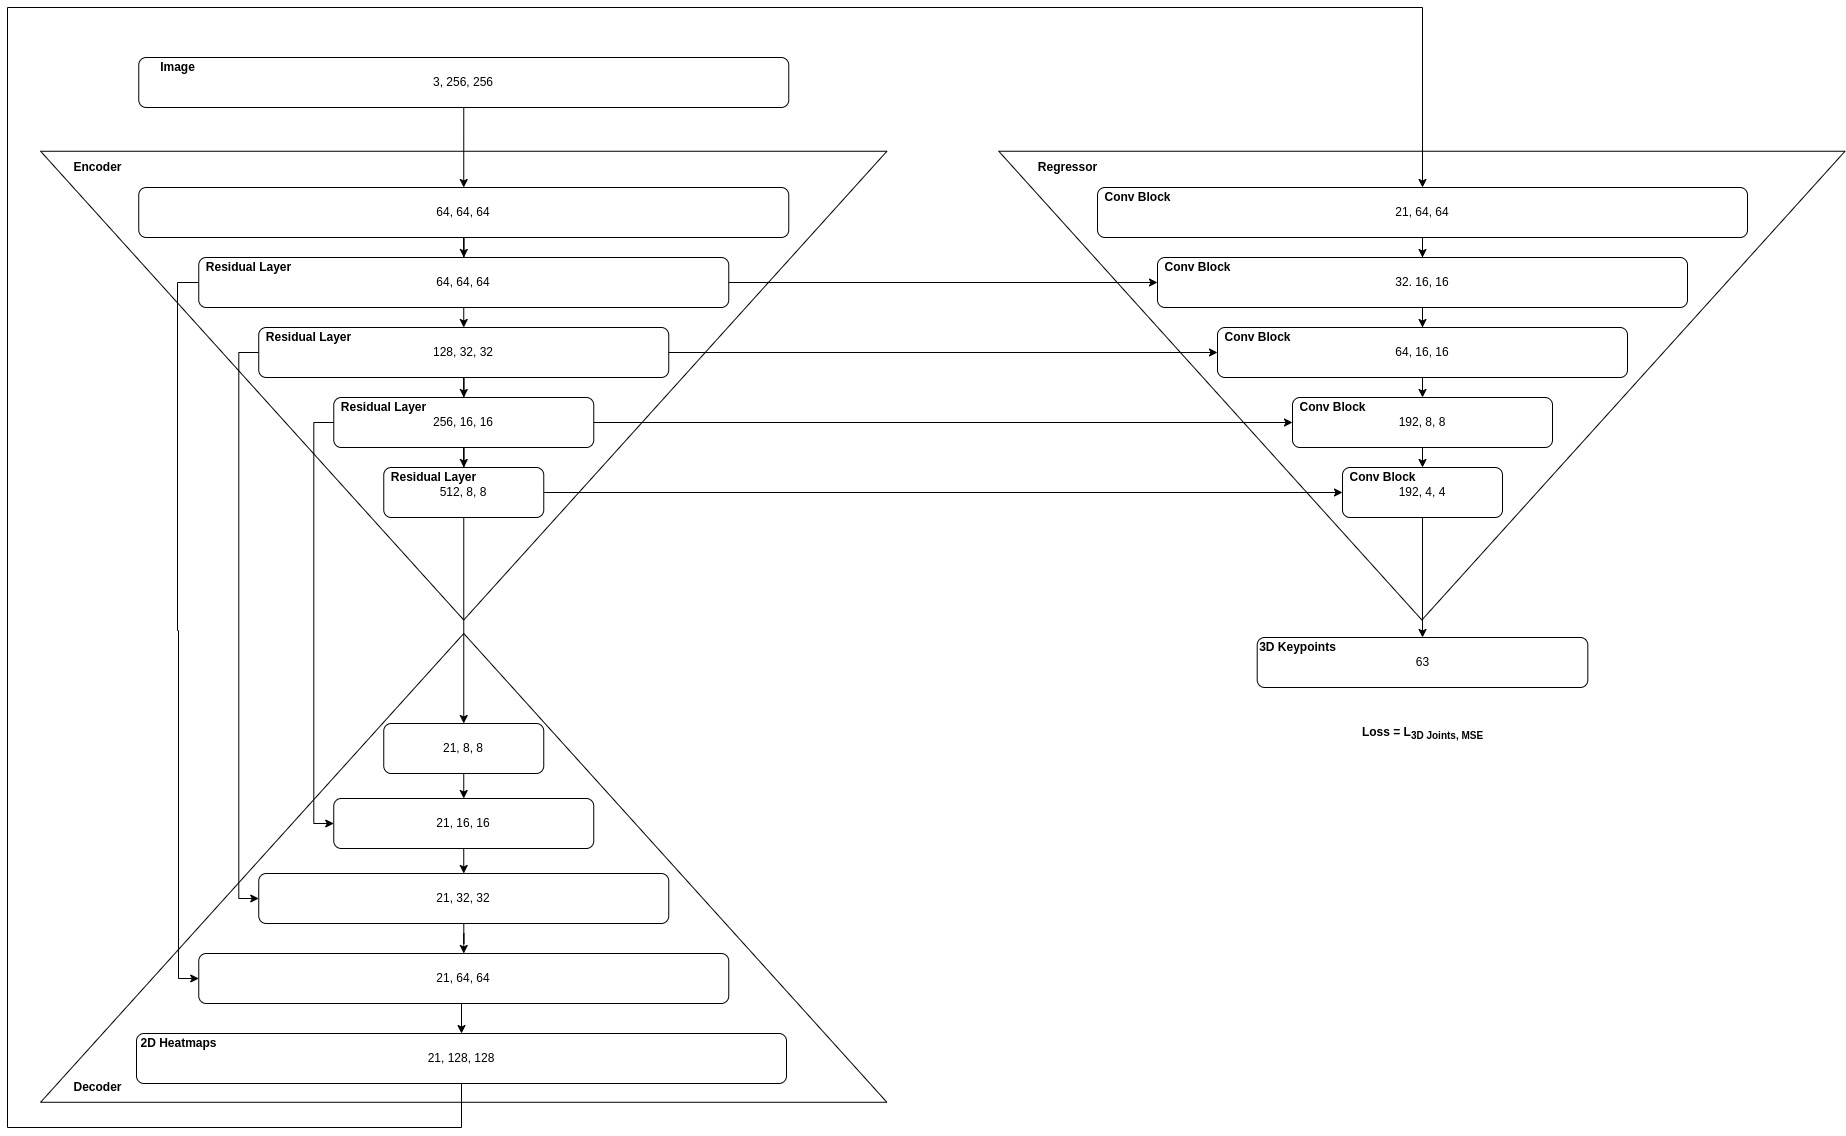 Image
3, 256, 256
Encoder
64, 64, 64
Residual Layer
64, 64, 64
Residual Layer
128, 32, 32
Residual Layer
256, 16, 16
Residual Layer
512, 8, 8
21, 8, 8
21, 16, 16
21, 32, 32
21, 64, 64
2D Heatmaps
21, 128, 128
Decoder
Regressor
Conv Block
21, 64, 64
Conv Block
32. 16, 16
Conv Block
64, 16, 16
Conv Block
192, 8, 8
Conv Block
192, 4, 4
3D Keypoints
63
Loss = L3D Joints, MSE